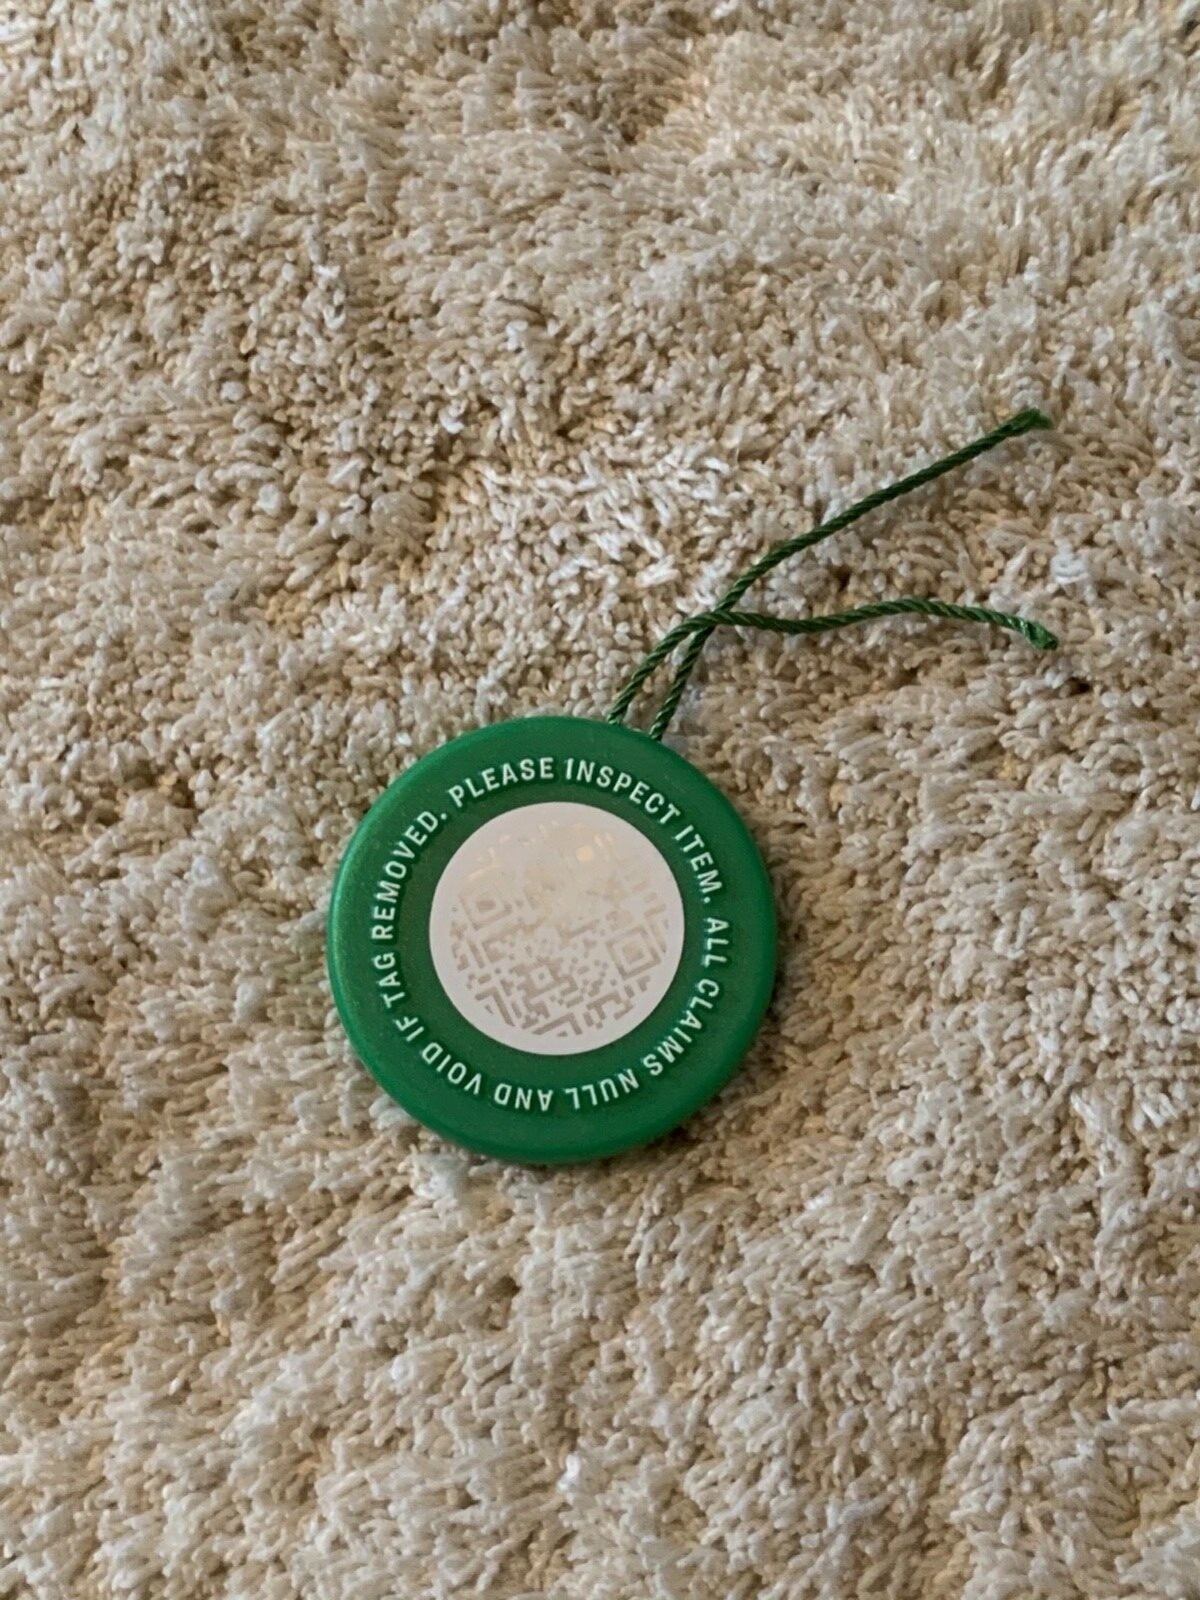 PLEASE INSPECT ITEM. ALL CLAIMS NULL AND VOID IF TAG REMOVED.